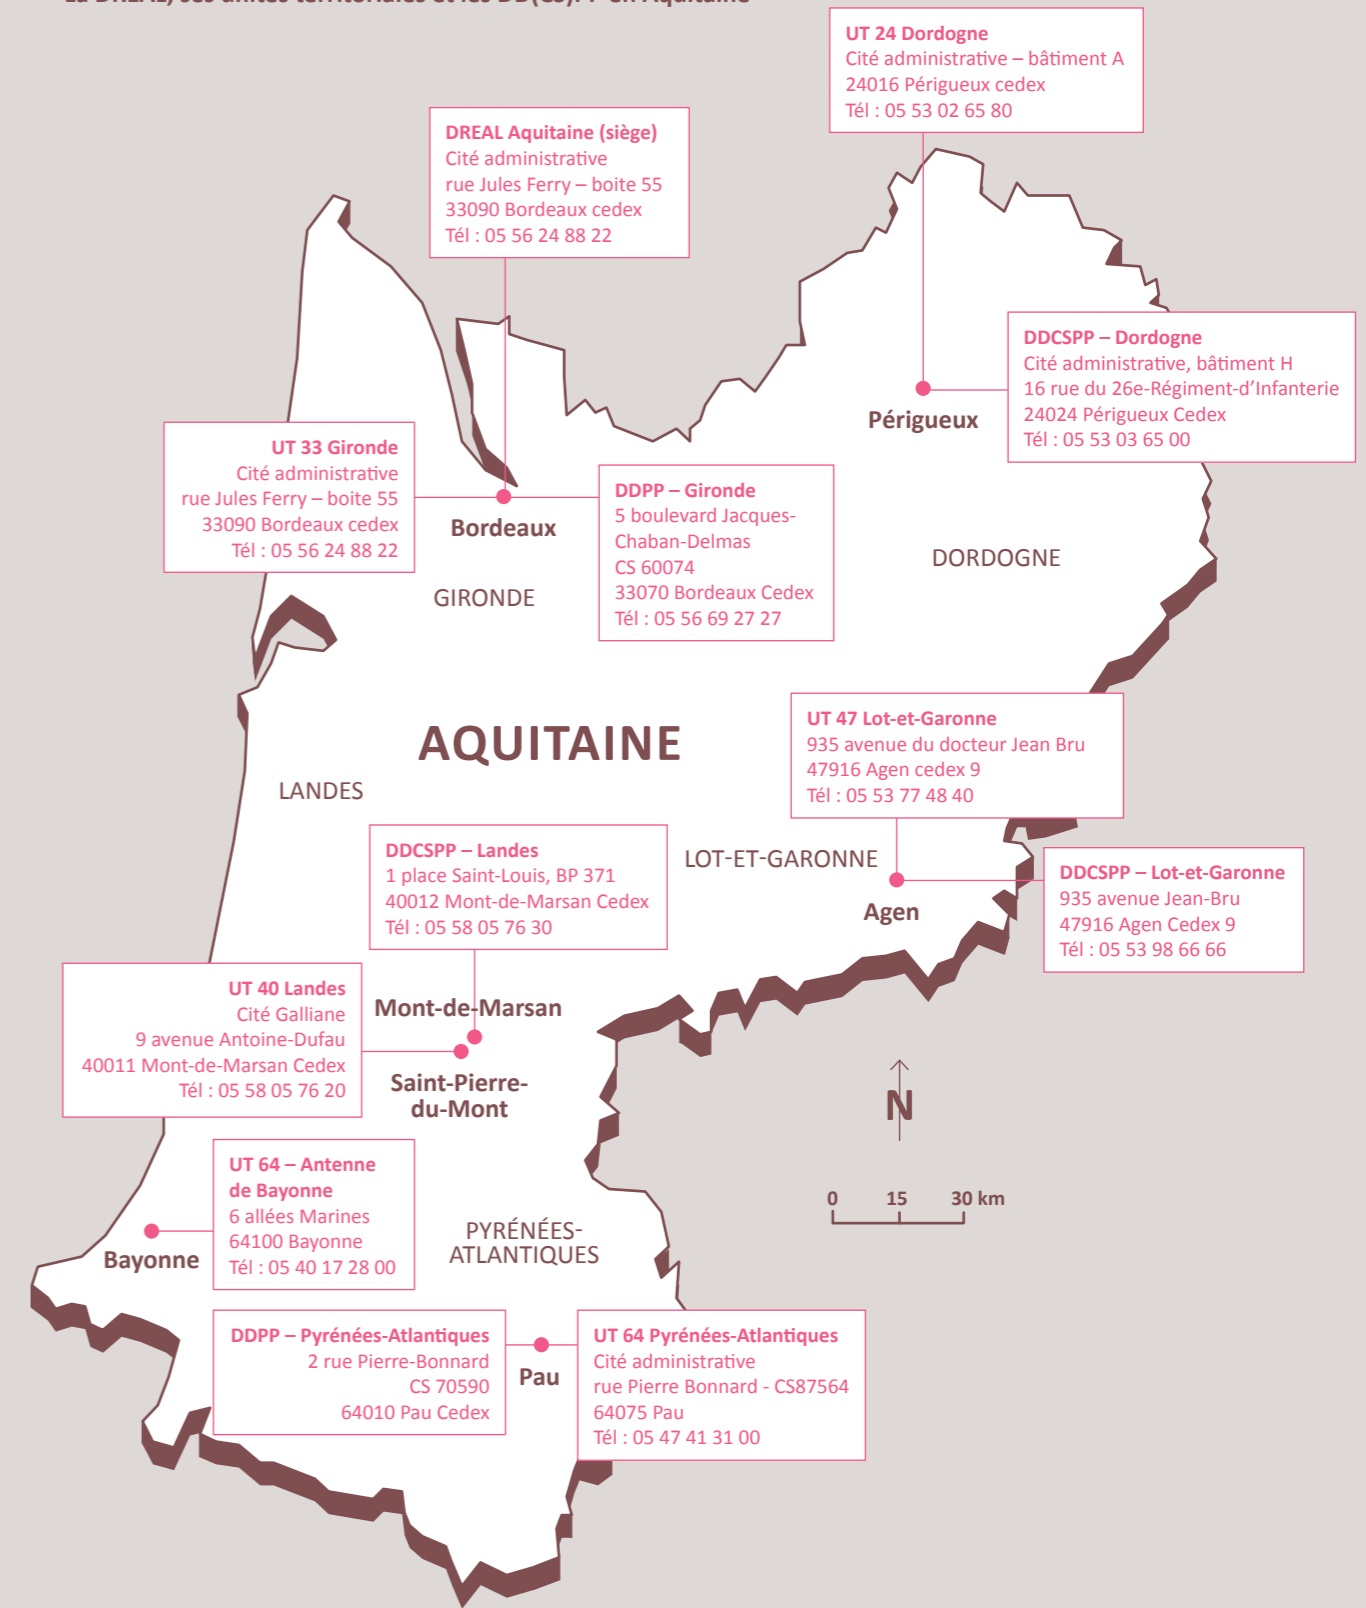 La DREAL, ses unités territoriales et les DD(CS)PP en Aquitaine
UT 24 Dordogne
Cité administrative – bâtiment A
24016 Périgueux cedex
Tél : 05 53 02 65 80
DREAL Aquitaine (siège)
Cité administrative
rue Jules Ferry – boite 55
33090 Bordeaux cedex
Tél : 05 56 24 88 22
DDCSPP – Dordogne
Cité administrative, bâtiment H
16 rue du 26e-Régiment-d’Infanterie
24024 Périgueux Cedex
Tél : 05 53 03 65 00
Périgueux
UT 33 Gironde
Cité administrative
rue Jules Ferry – boite 55
33090 Bordeaux cedex
Tél : 05 56 24 88 22
Bordeaux
DDPP – Gironde
5 boulevard Jacques-
Chaban-Delmas
CS 60074
33070 Bordeaux Cedex
Tél : 05 56 69 27 27
DORDOGNE
GIRONDE
AQUITAINE
UT 47 Lot-et-Garonne
935 avenue du docteur Jean Bru
47916 Agen cedex 9
Tél : 05 53 77 48 40
LANDES
DDCSPP – Landes
1 place Saint-Louis, BP 371
40012 Mont-de-Marsan Cedex
Tél : 05 58 05 76 30
LOT-ET-GARONNE
Agen
DDCSPP – Lot-et-Garonne
935 avenue Jean-Bru
47916 Agen Cedex 9
Tél : 05 53 98 66 66
UT 40 Landes
Cité Galliane
9 avenue Antoine-Dufau
40011 Mont-de-Marsan Cedex
Tél : 05 58 05 76 20
Mont-de-Marsan
Saint-Pierre-
du-Mont
N
UT 64 – Antenne
de Bayonne
6 allées Marines
64100 Bayonne
Tél : 05 40 17 28 00
Bayonne
PYRÉNÉES-
ATLANTIQUES
0 15 30 km
DDPP – Pyrénées-Atlantiques
2 rue Pierre-Bonnard
CS 70590
64010 Pau Cedex
Pau
UT 64 Pyrénées-Atlantiques
Cité administrative
rue Pierre Bonnard - CS87564
64075 Pau
Tél : 05 47 41 31 00